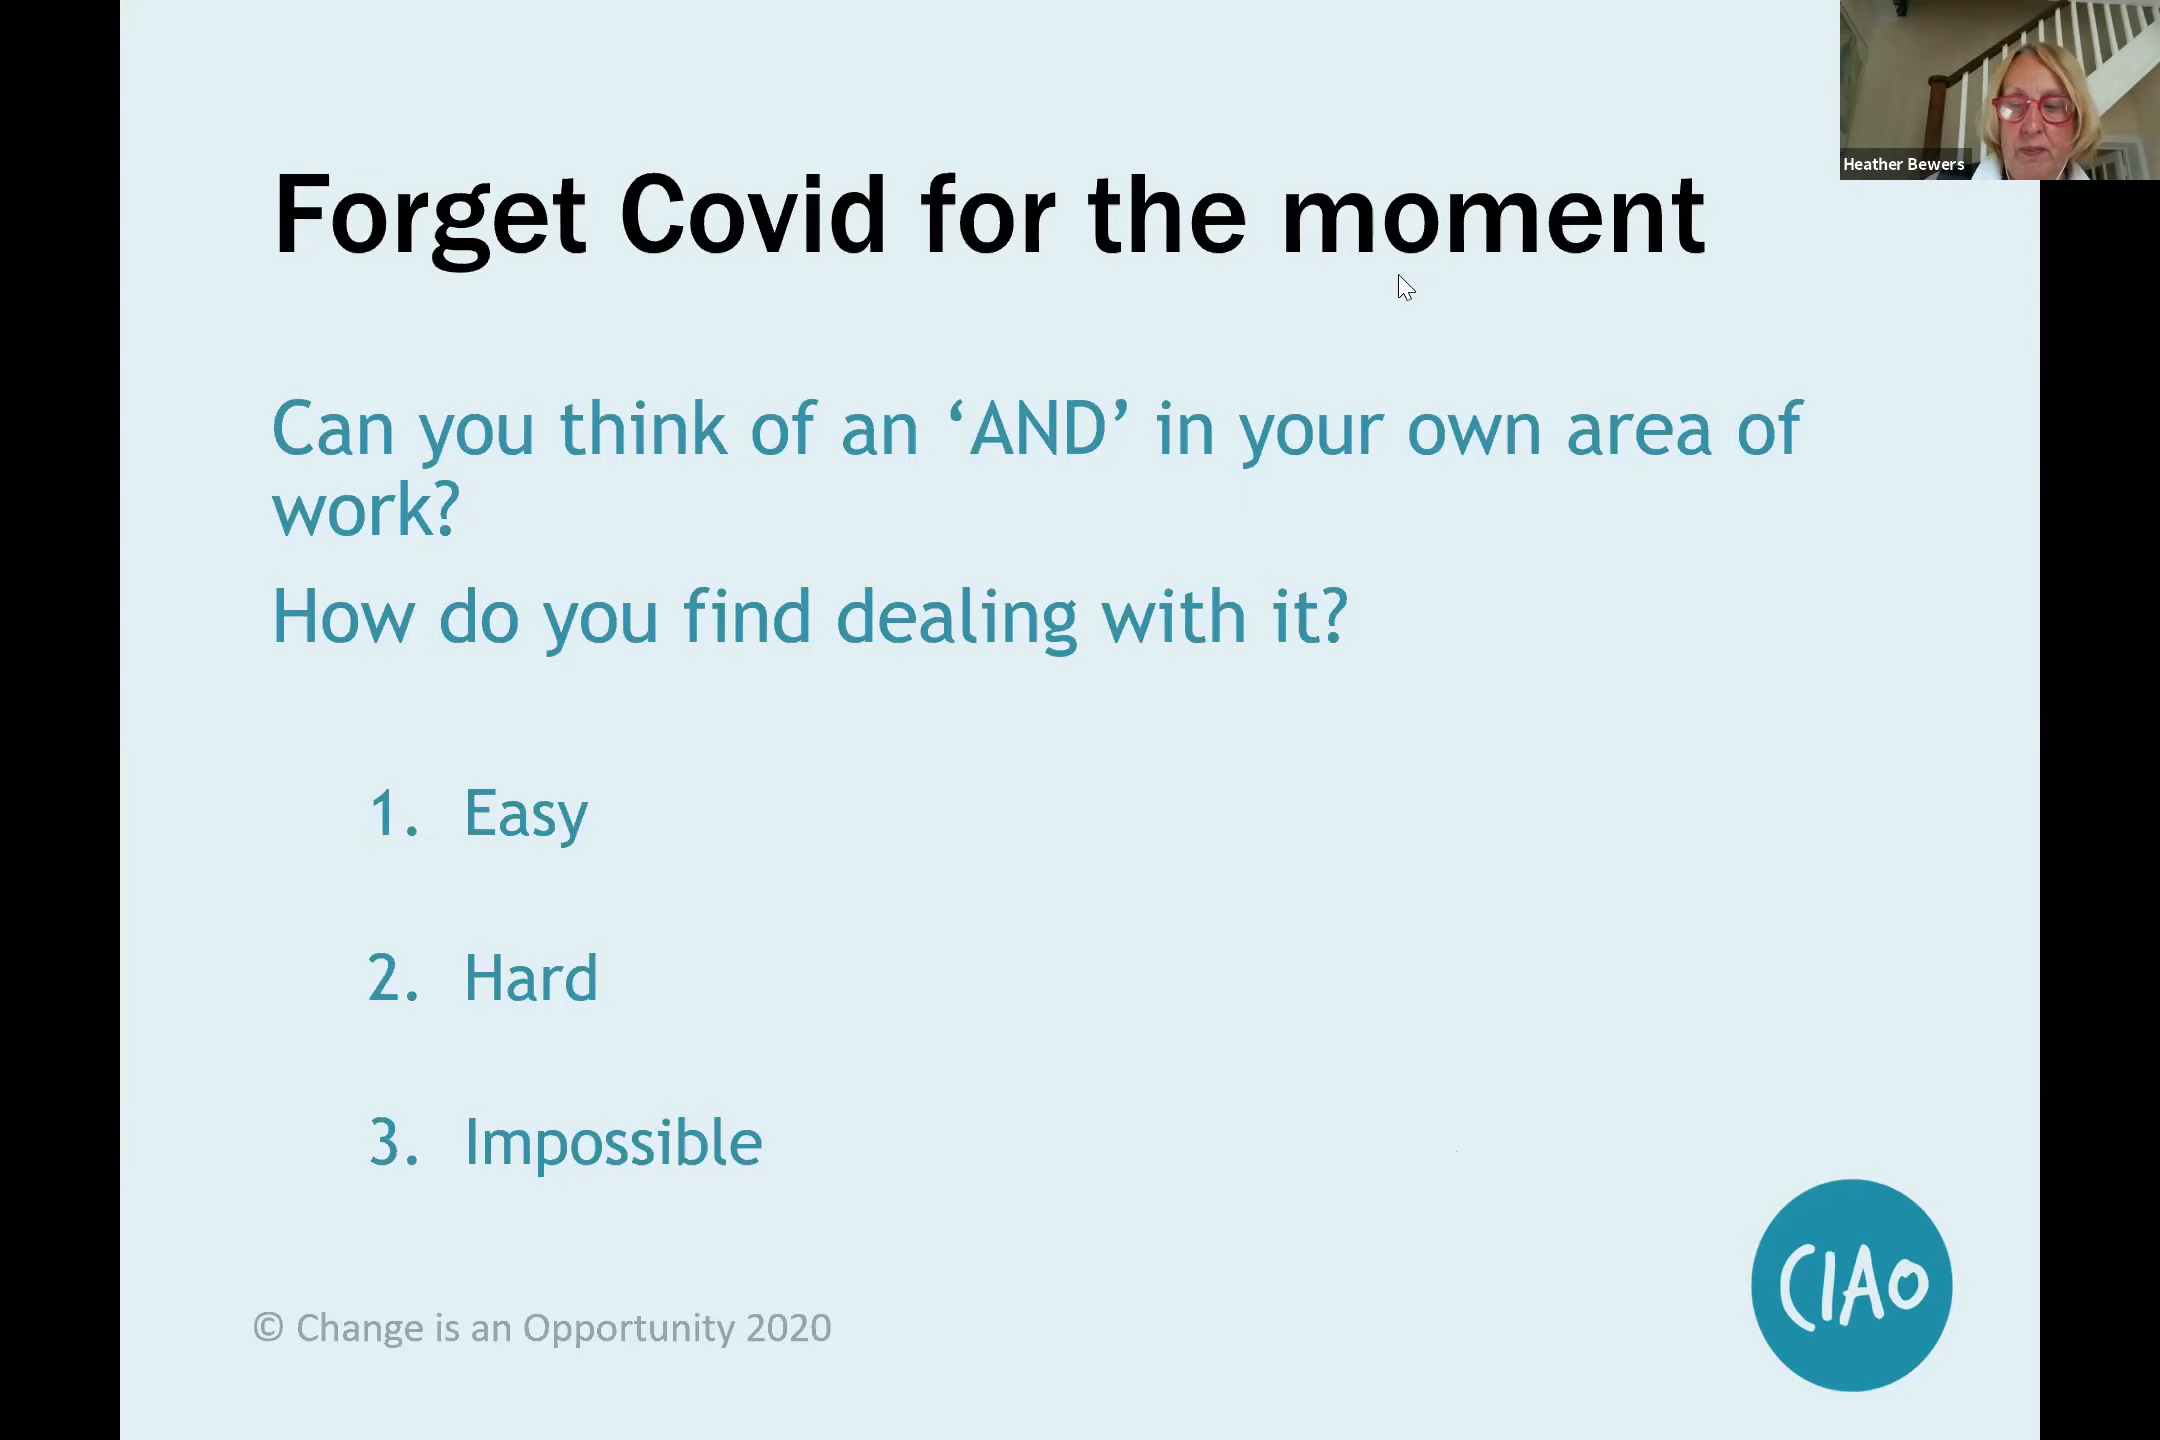 Heather Bewers
Forget Covid for the moment
Can you think of an ‘AND’ in your own area of
work?
How do you find dealing with it?
1. Easy
2. Hard
3. Impossible
© Change is an Opportunity 2020
CIAO